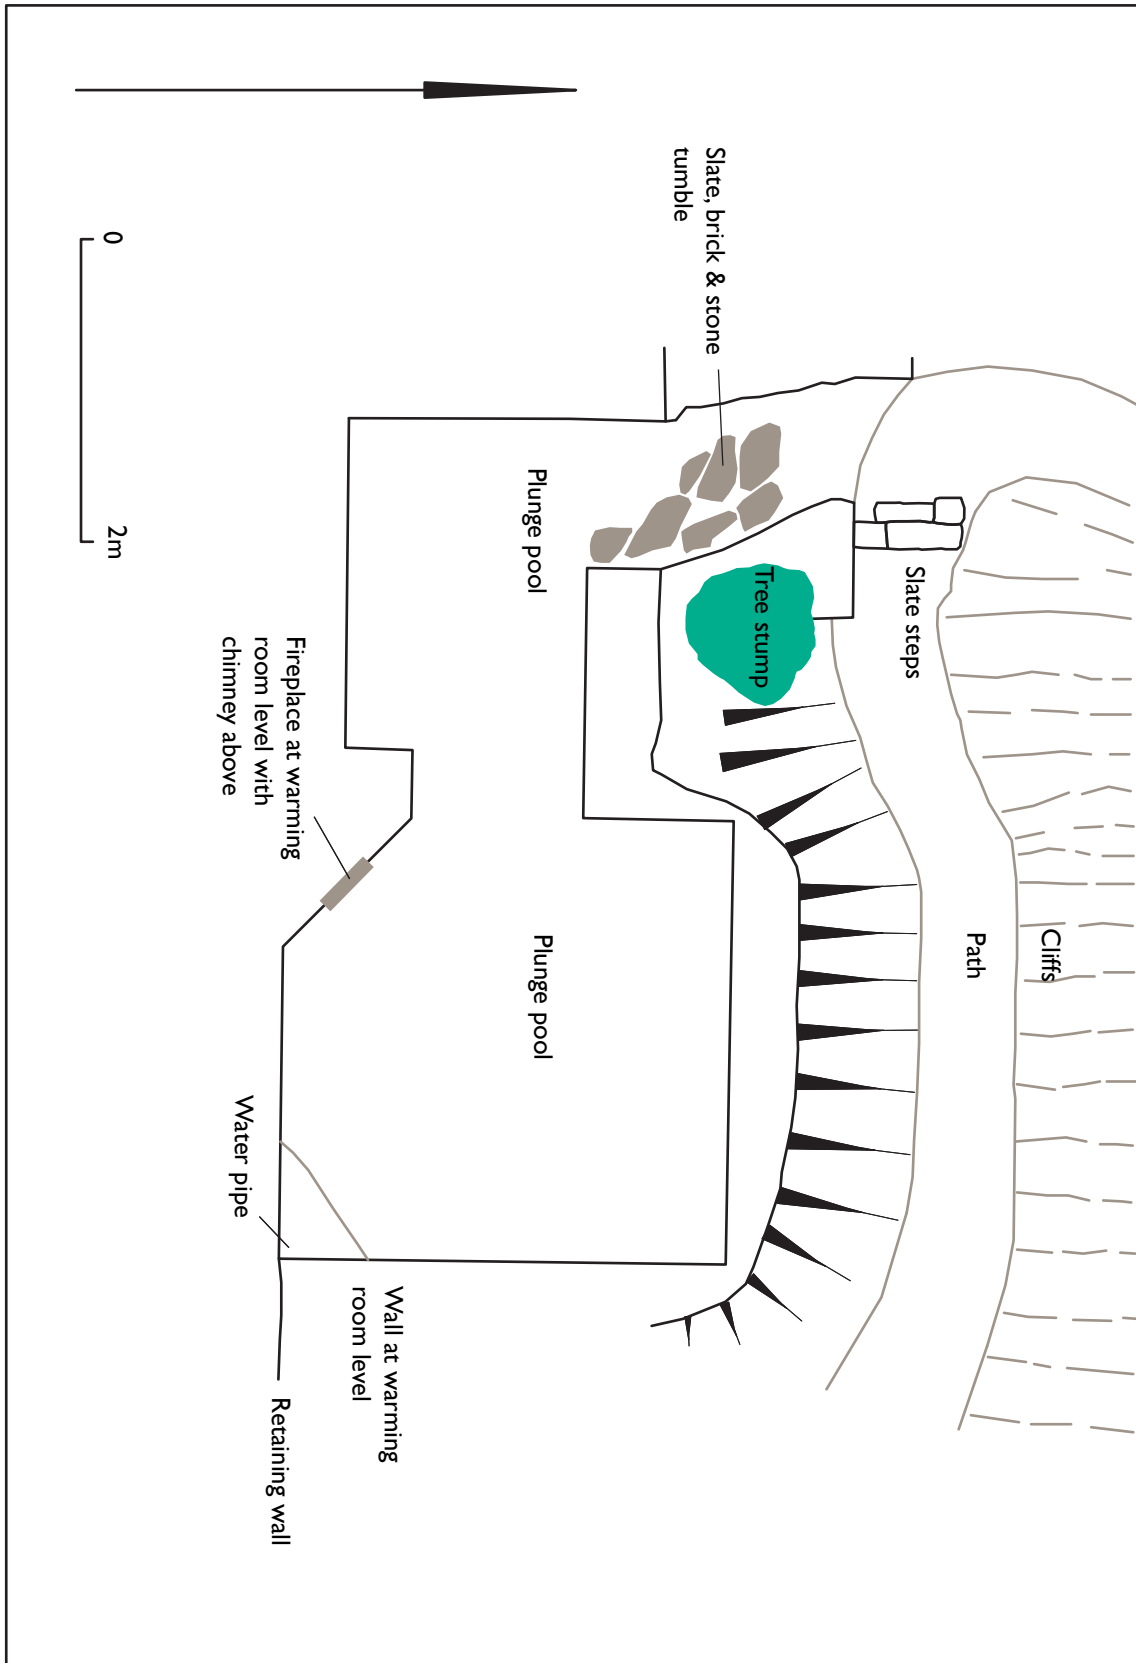 Cliffs
Path
Slate steps
Tree stump
Slate, brick & stone
tumble
Plunge pool
Plunge pool
Wall at warming
room level
Fireplace at warming
room level with
chimney above
Retaining wall
Water pipe
0
2m